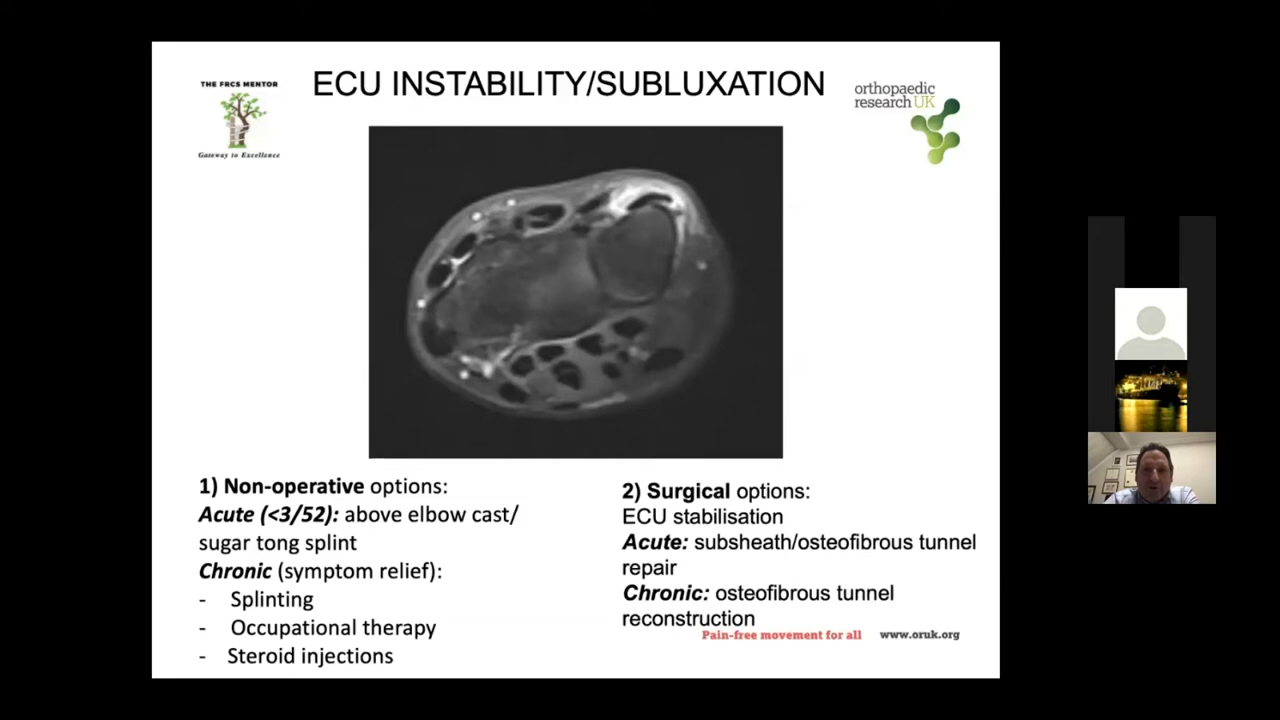 THE FRCS MENTOR
Gateway to Excellence
ECU INSTABILITY/SUBLUXATION
orthopaedic
research UK
1) Non-operative options:
Acute (<3/52): above elbow cast/
sugar tong splint
Chronic (symptom relief):
- Splinting
- Occupational therapy
- Steroid injections
2) Surgical options:
ECU stabilisation
Acute: subsheath/osteofibrous tunnel
repair
Chronic: osteofibrous tunnel
reconstruction
Pain-free movement for all www.oruk.org